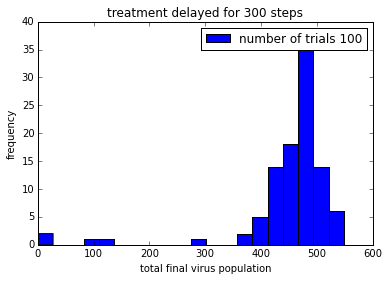 treatment delayed for 300 steps
number of trials 100
frequency
40
35
30
25
20
15
10
5
0
0 100 200 300 400 500 600
total final virus population